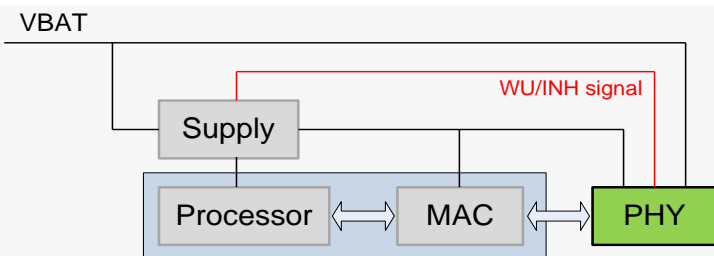 VBAT
WU/INH signal
Supply
Processor
MAC
PHY